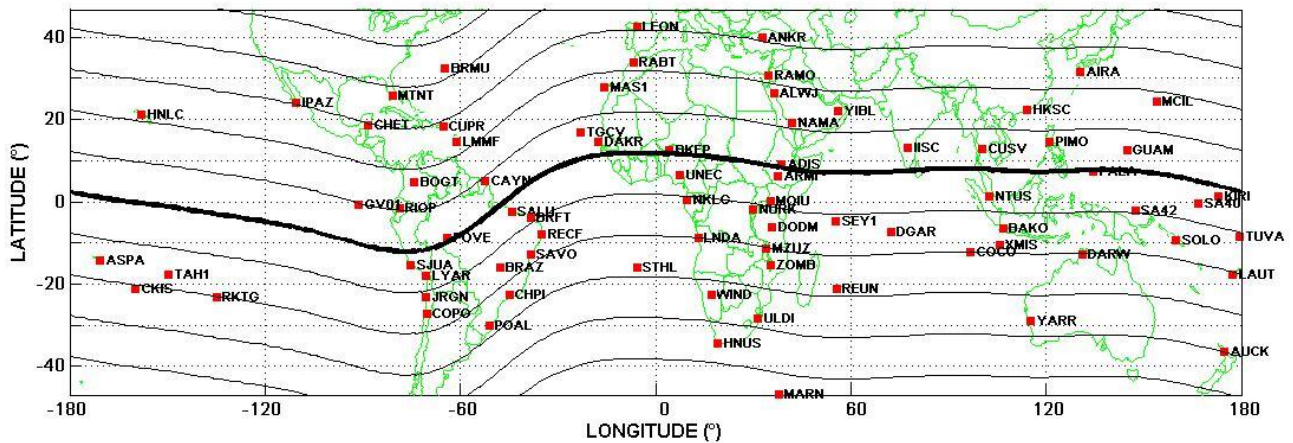 40
20
0
-20
-40
LATITUDE (°)
-180
-120
-60
0
60
120
180
LONGITUDE (°)
LEON
ANKR
BRMU
RABT
RAMO
AIRA
HNLC
IPAZ
MTNT
MAS1
ALWJ
YIBL
HKSC
MCIL
CHET
CUPR
LMMF
TGCV
DAKR
NAMA
BKFP
IISC
CUSV
PIMO
GUAM
BOGT
CAYN
UNEC
ADIS
ARMI
PALA
GV01
RIOP
SALU
BRFT
NKLG
MOIU
NURK
NTUS
KIRI
SA42
POVE
RECF
SAVO
LNDA
DODM
MZUZ
SEY1
DGAR
BAKO
XMIS
COCO
DARW
SOLO
TUVA
ASPA
TAH1
SJUA
LYAR
BRAZ
STHL
ZOMB
LAUT
CKIS
RKTG
JRGN
COPO
CHPI
WIND
REUN
POAL
ULDI
YARR
HNUS
AUCK
MARN